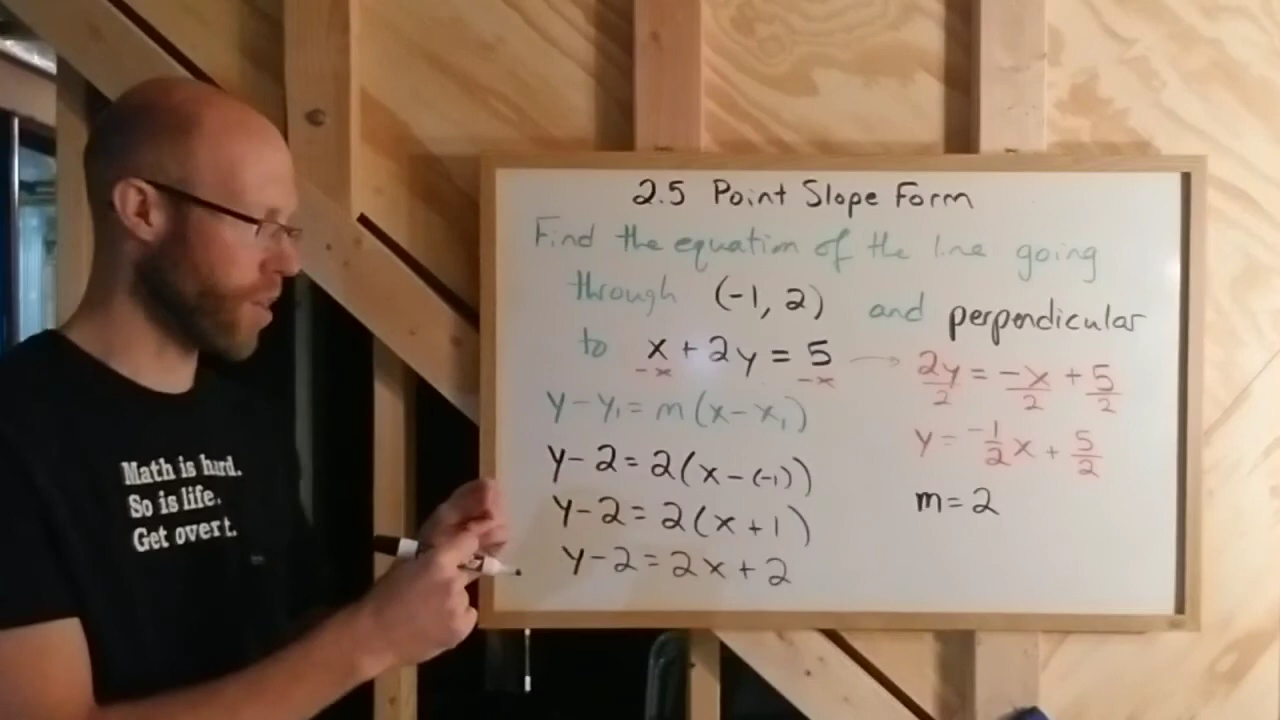 2.5 Point Slope Form
Find the equation of the line going
through (-1, 2) and perpendicular
to x + 2y = 5
-x -x
2y/2 = -x/2 + 5/2
y - y₁ = m(x - x₁)
y = -1/2 x + 5/2
y - 2 = 2(x - (-1))
m = 2
y - 2 = 2(x + 1)
y - 2 = 2x + 2
Math is hard.
So is life.
Get over t.